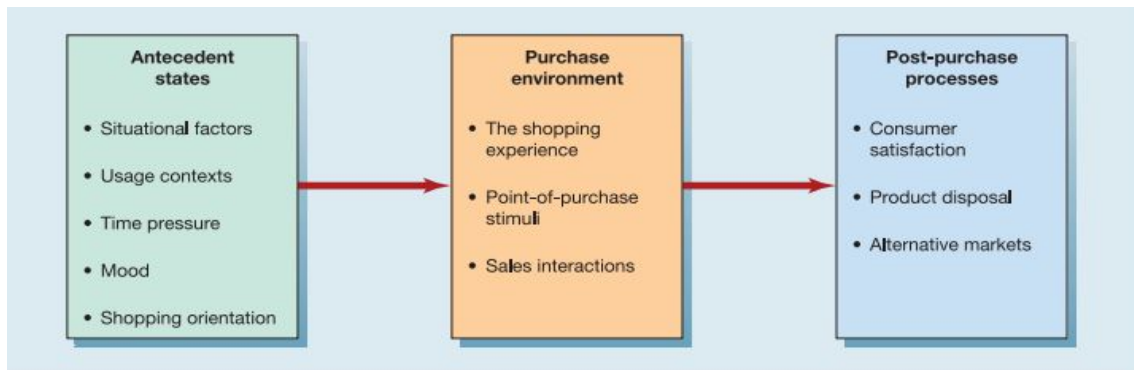 Antecedent
states
• Situational factors
• Usage contexts
• Time pressure
• Mood
• Shopping orientation
Purchase
environment
• The shopping
experience
• Point-of-purchase
stimuli
• Sales interactions
Post-purchase
processes
• Consumer
satisfaction
• Product disposal
• Alternative markets